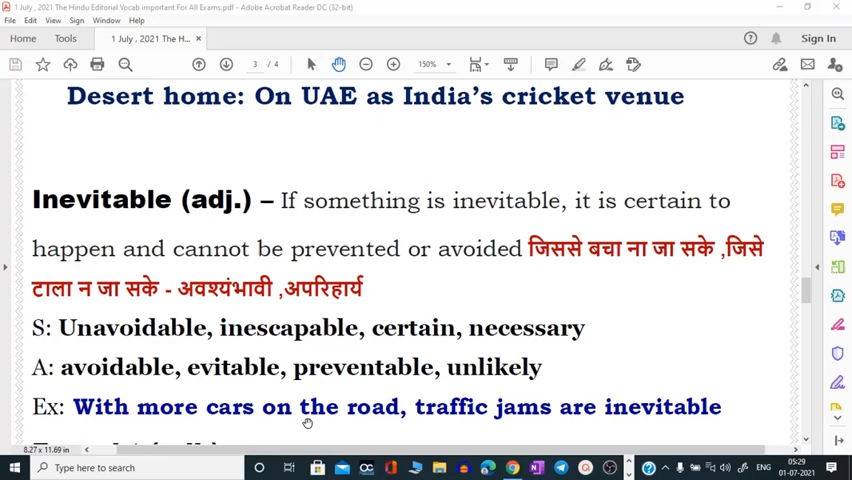 1 July , 2021 The Hindu Editorial Vocab important For All Exams.pdf - Adobe Acrobat Reader DC (32-bit)
File Edit View Sign Window Help
Home Tools 1 July , 2021 The H... × Sign In
3 / 4 150%
Desert home: On UAE as India's cricket venue
Inevitable (adj.) – If something is inevitable, it is certain to
happen and cannot be prevented or avoided जिससे बचा ना जा सके ,जिसे
टाला न जा सके - अवश्यंभावी ,अपरिहार्य
S: Unavoidable, inescapable, certain, necessary
A: avoidable, evitable, preventable, unlikely
Ex: With more cars on the road, traffic jams are inevitable
8.27 x 11.69 in
Type here to search
ENG
05:29
01-07-2021